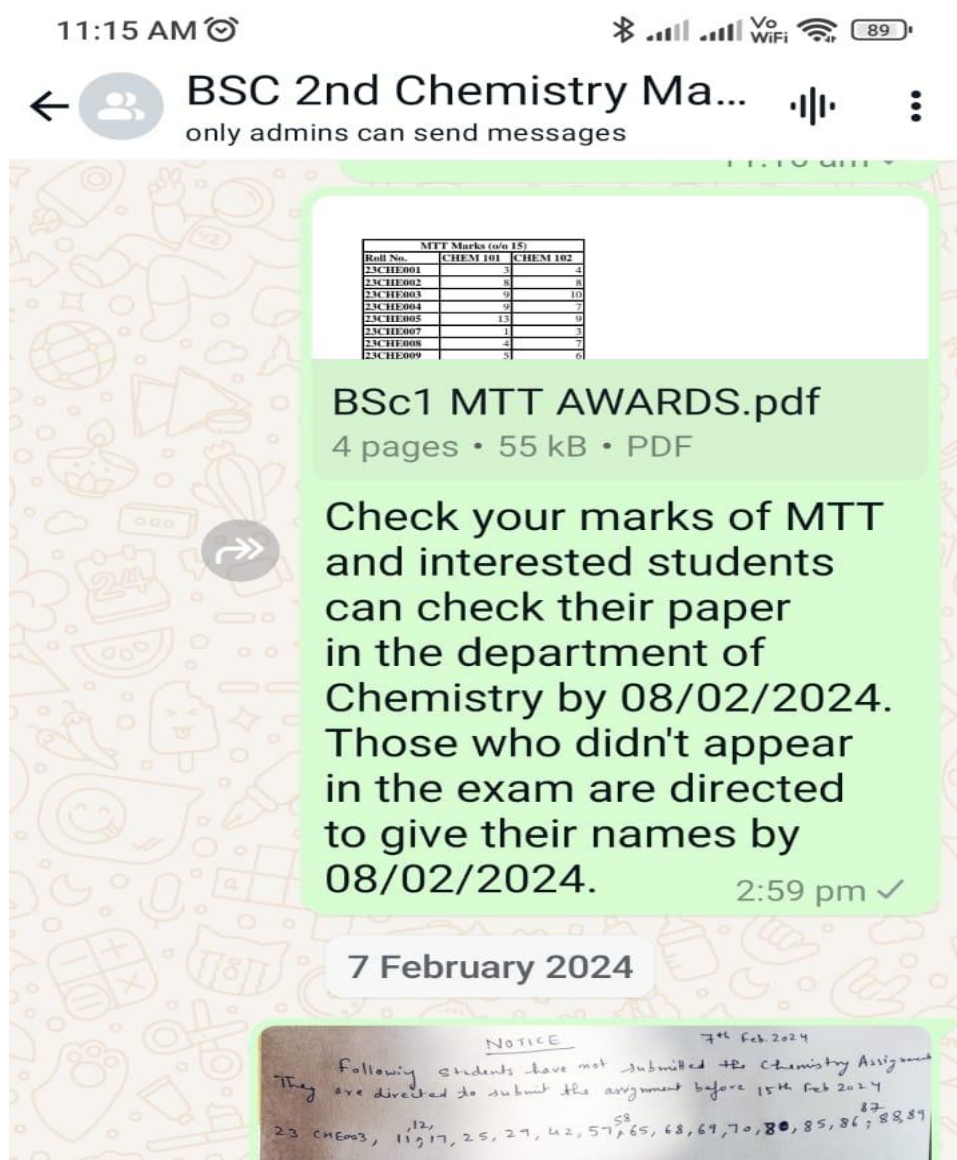 11:15 AM
Vo
WiFi
89
BSC 2nd Chemistry Ma...
only admins can send messages
MTT Marks (o/o 15)
Roll No. CHEM 101 CHEM 102
23CHE001 3 4
23CHE002 8 8
23CHE003 9 10
23CHE004 9 7
23CHE005 13 9
23CHE007 1 3
23CHE008 4 7
23CHE009 5 6
BSc1 MTT AWARDS.pdf
4 pages • 55 kB • PDF
Check your marks of MTT
and interested students
can check their paper
in the department of
Chemistry by 08/02/2024.
Those who didn't appear
in the exam are directed
to give their names by
08/02/2024.
2:59 pm
7 February 2024
NOTICE 7th Feb. 2024
Following students have not submitted the Chemistry Assignment
They are directed to submit the assignment before 15th Feb 2024
23 CHE003, 11, 12, 17, 25, 29, 42, 57, 58, 65, 68, 69, 70, 80, 85, 86, 87, 88, 89